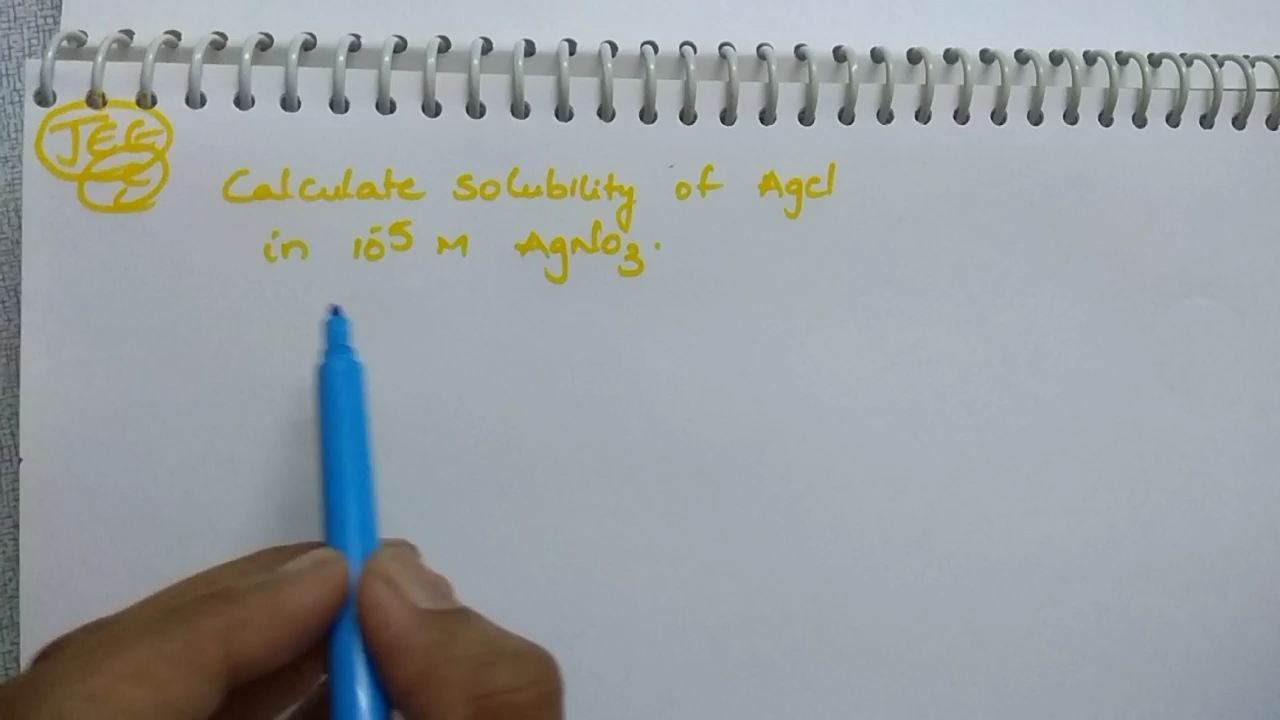 JEE
Calculate solubility of Agcl
in 10⁻⁵ M AgNO₃.